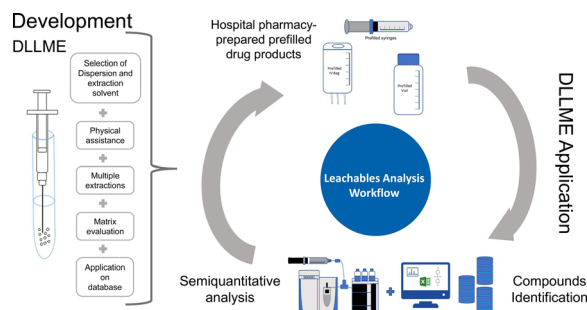 Development
DLLME
Selection of
Dispersion and
extraction
solvent
Physical
assistance
Multiple
extractions
Matrix
evaluation
Application
on
database
Hospital pharmacy-
prepared prefilled
drug products
Prefilled syringes
Prefilled
IV-Bag
Prefilled
Vial
Leachables Analysis
Workflow
DLLME Application
Semiquantitative
analysis
Compounds
Identification